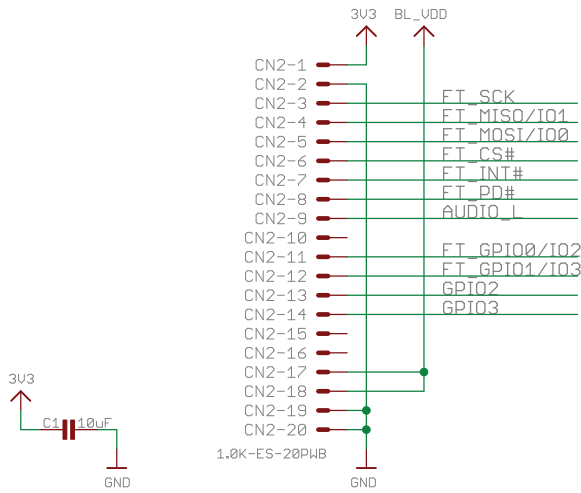 3V3 BL_VDD
CN2-1
CN2-2
CN2-3 FT_SCK
CN2-4 FT_MISO/IO1
CN2-5 FT_MOSI/IO0
CN2-6 FT_CS#
CN2-7 FT_INT#
CN2-8 FT_PD#
CN2-9 AUDIO_L
CN2-10
CN2-11 FT_GPIO0/IO2
CN2-12 FT_GPIO1/IO3
CN2-13 GPIO2
CN2-14 GPIO3
CN2-15
CN2-16
CN2-17
3V3
CN2-18
CN2-19
C1 10uF
CN2-20
1.0K-ES-20PWB
GND GND